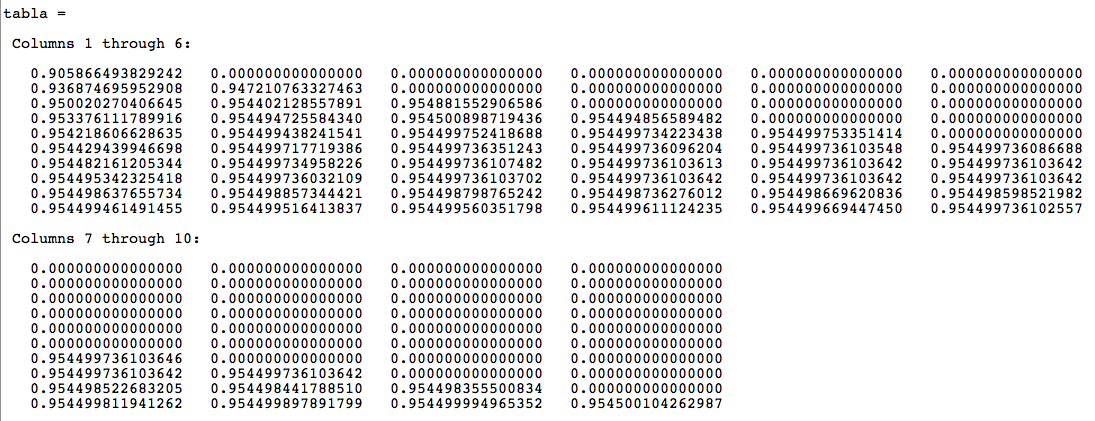 tabla =
Columns 1 through 6:
0.905866493829242 0.000000000000000 0.000000000000000 0.000000000000000 0.000000000000000 0.000000000000000
0.936874695952908 0.947210763327463 0.000000000000000 0.000000000000000 0.000000000000000 0.000000000000000
0.950020270406645 0.954402128557891 0.954881552906586 0.000000000000000 0.000000000000000 0.000000000000000
0.953376111789916 0.954494725584340 0.954500898719436 0.954494856589482 0.000000000000000 0.000000000000000
0.954218606628635 0.954499438241541 0.954499752418688 0.954499734223438 0.954499753351414 0.000000000000000
0.954429439946698 0.954499717719386 0.954499736351243 0.954499736096204 0.954499736103548 0.954499736086688
0.954482161205344 0.954499734958226 0.954499736107482 0.954499736103613 0.954499736103642 0.954499736103642
0.954495342325418 0.954499736032109 0.954499736103702 0.954499736103642 0.954499736103642 0.954499736103642
0.954498637655734 0.954498857344421 0.954498798765242 0.954498736276012 0.954498669620836 0.954498598521982
0.954499461491455 0.954499516413837 0.954499560351798 0.954499611124235 0.954499669447450 0.954499736102557
Columns 7 through 10:
0.000000000000000 0.000000000000000 0.000000000000000 0.000000000000000
0.000000000000000 0.000000000000000 0.000000000000000 0.000000000000000
0.000000000000000 0.000000000000000 0.000000000000000 0.000000000000000
0.000000000000000 0.000000000000000 0.000000000000000 0.000000000000000
0.000000000000000 0.000000000000000 0.000000000000000 0.000000000000000
0.000000000000000 0.000000000000000 0.000000000000000 0.000000000000000
0.954499736103646 0.000000000000000 0.000000000000000 0.000000000000000
0.954499736103642 0.954499736103642 0.000000000000000 0.000000000000000
0.954498522683205 0.954498441788510 0.954498355500834 0.000000000000000
0.954499811941262 0.954499897891799 0.954499994965352 0.954500104262987